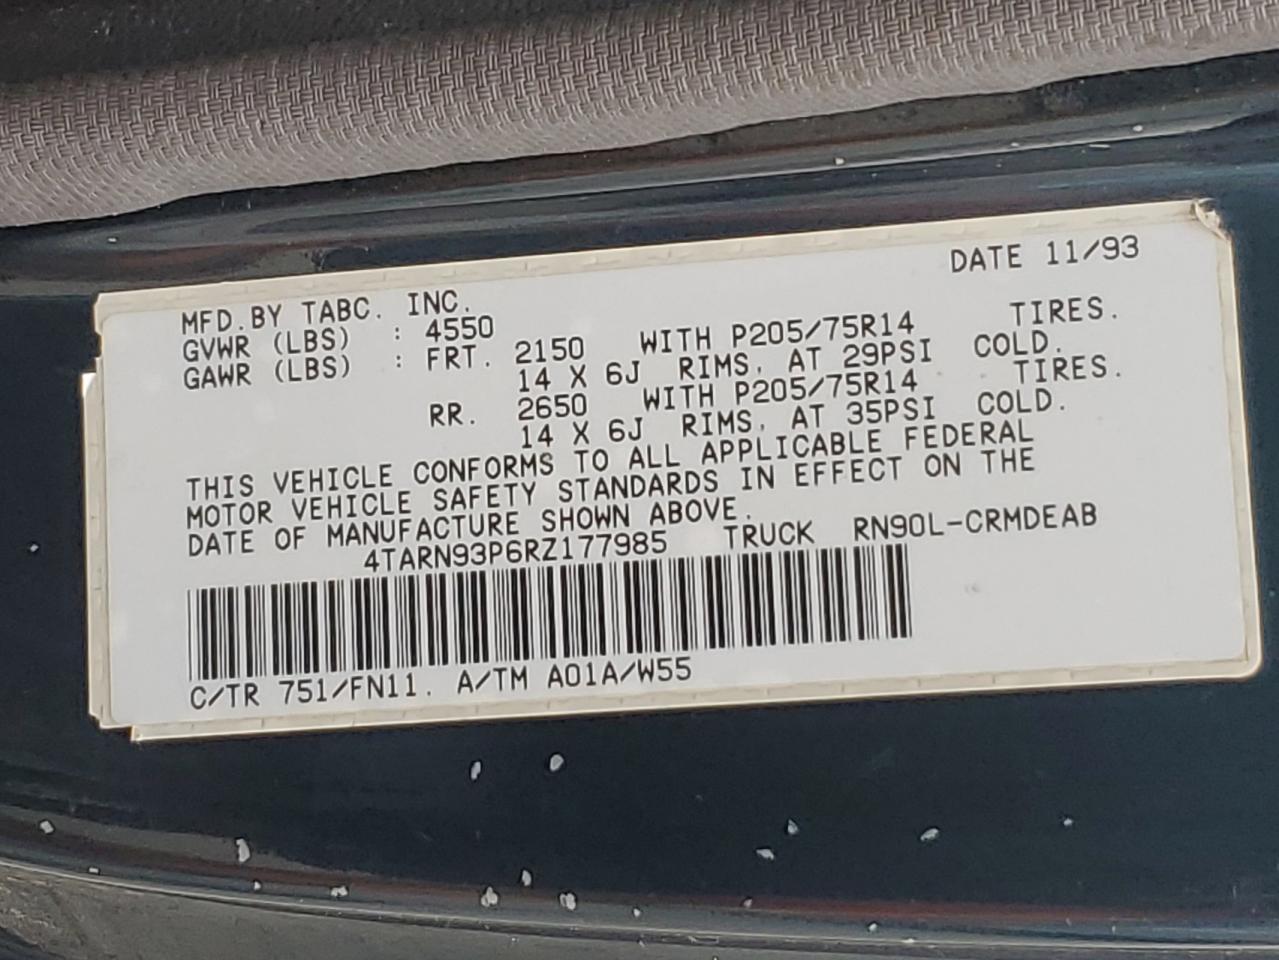 DATE 11/93
MFD.BY TABC. INC.
GVWR (LBS) : 4550
GAWR (LBS) : FRT. 2150 WITH P205/75R14 TIRES.
14 X 6J RIMS, AT 29PSI COLD.
RR. 2650 WITH P205/75R14 TIRES.
14 X 6J RIMS, AT 35PSI COLD.
THIS VEHICLE CONFORMS TO ALL APPLICABLE FEDERAL
MOTOR VEHICLE SAFETY STANDARDS IN EFFECT ON THE
DATE OF MANUFACTURE SHOWN ABOVE.
4TARN93P6RZ177985 TRUCK RN90L-CRMDEAB
C/TR 751/FN11. A/TM A01A/W55